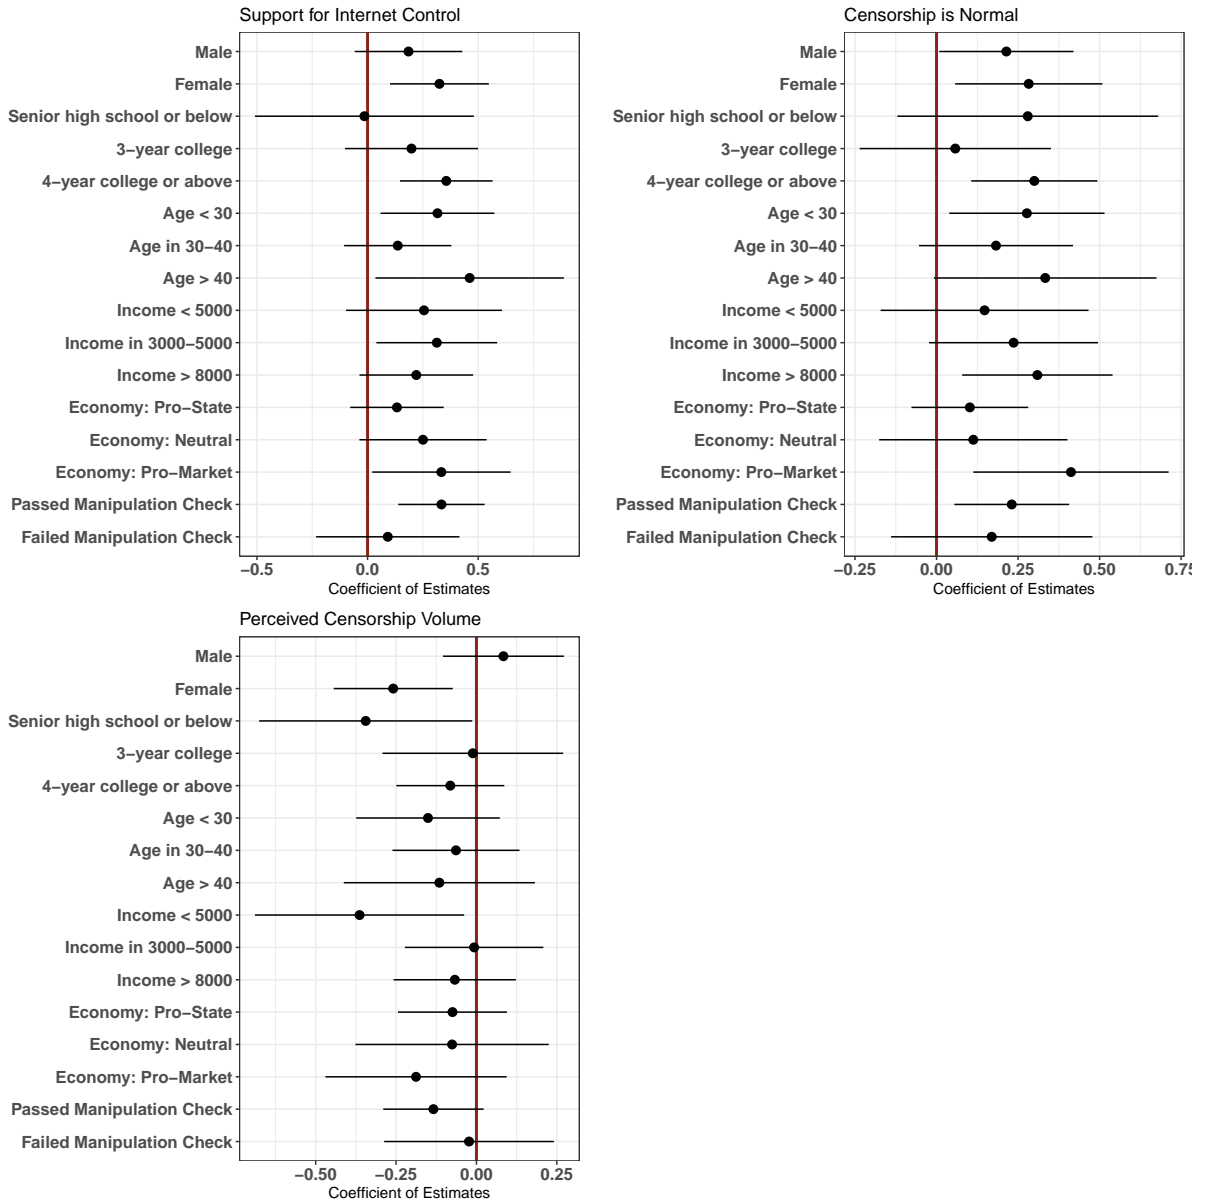 Support for Internet Control
Male
Female
Senior high school or below
3−year college
4−year college or above
Age < 30
Age in 30−40
Age > 40
Income < 5000
Income in 3000−5000
Income > 8000
Economy: Pro−State
Economy: Neutral
Economy: Pro−Market
Passed Manipulation Check
Failed Manipulation Check
−0.5 0.0 0.5
Coefficient of Estimates
Censorship is Normal
Male
Female
Senior high school or below
3−year college
4−year college or above
Age < 30
Age in 30−40
Age > 40
Income < 5000
Income in 3000−5000
Income > 8000
Economy: Pro−State
Economy: Neutral
Economy: Pro−Market
Passed Manipulation Check
Failed Manipulation Check
−0.25 0.00 0.25 0.50 0.75
Coefficient of Estimates
Perceived Censorship Volume
Male
Female
Senior high school or below
3−year college
4−year college or above
Age < 30
Age in 30−40
Age > 40
Income < 5000
Income in 3000−5000
Income > 8000
Economy: Pro−State
Economy: Neutral
Economy: Pro−Market
Passed Manipulation Check
Failed Manipulation Check
−0.50 −0.25 0.00 0.25
Coefficient of Estimates